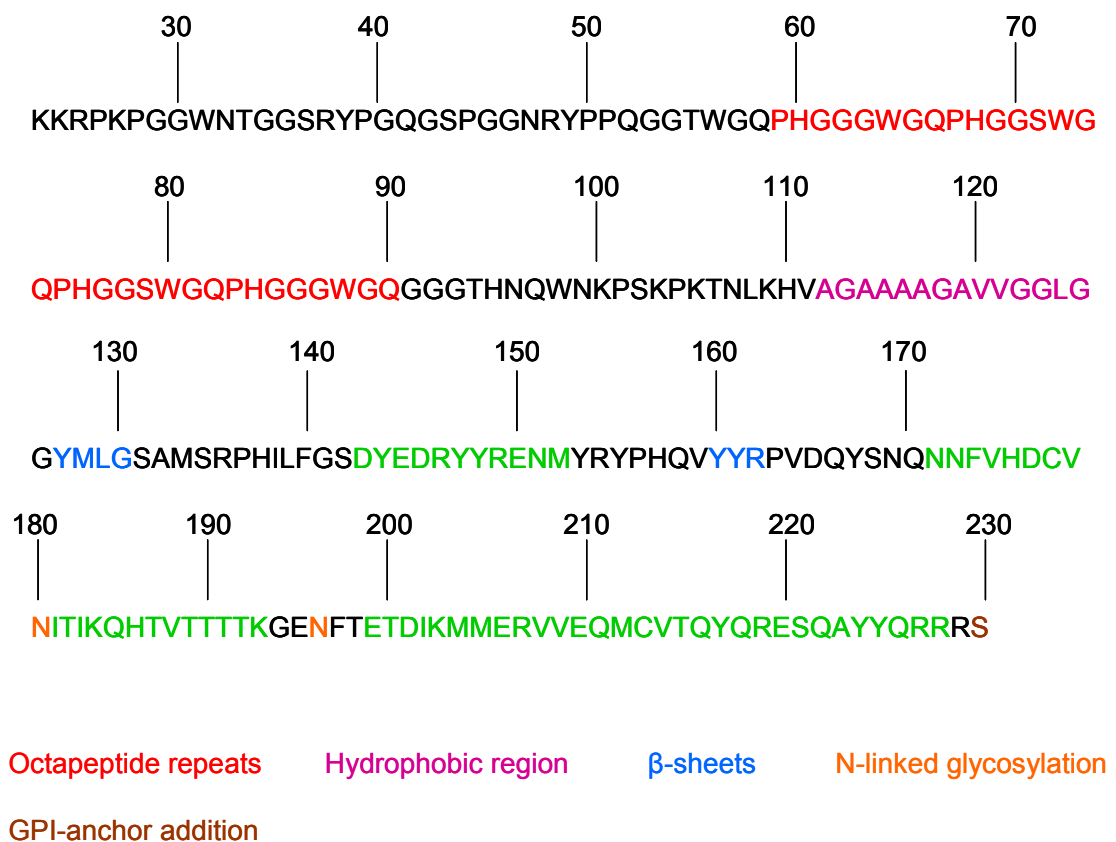 30 40 50 60 70
KKRPKPGGWNTGGSRYPGQGSPGGNRYPPQGGTWGQPHGGGWGQPHGGSWG
80 90 100 110 120
QPHGGSWGQPHGGGWGQGGGTHNQWNKPSKPKTNLKHVAGAAAAGAVVGGLG
130 140 150 160 170
GYMLGSAMSRPHILFGSDYEDRYYRENMYRYPHQVYYRPVDQYSNQNNFVHDCV
180 190 200 210 220 230
NITIKQHTVTTTTKGENFTETDIKMMERVVEQMCVTQYQRESQAYYQRRRS
Octapeptide repeats Hydrophobic region β-sheets N-linked glycosylation
GPI-anchor addition